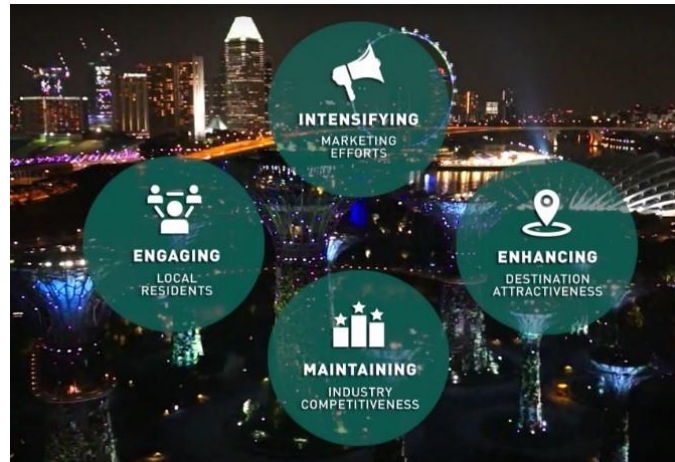 INTENSIFYING
MARKETING
EFFORTS
ENGAGING
LOCAL
RESIDENTS
ENHANCING
DESTINATION
ATTRACTIVENESS
MAINTAINING
INDUSTRY
COMPETITIVENESS